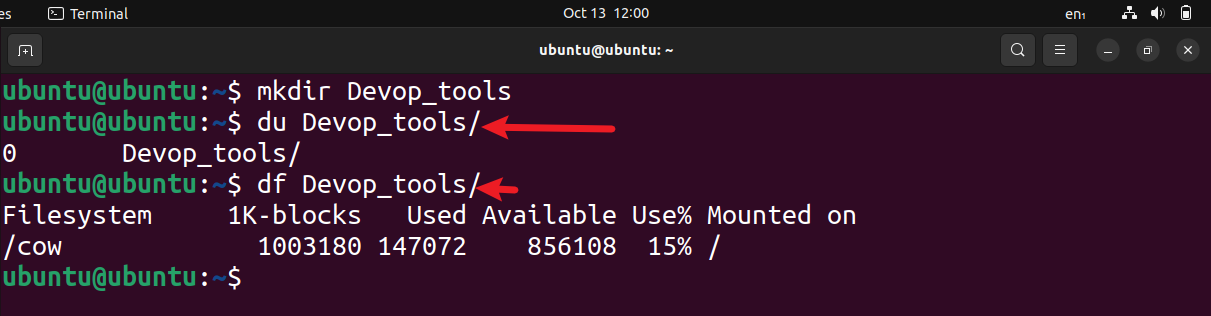 es Terminal Oct 13 12:00 en₁
ubuntu@ubuntu: ~
ubuntu@ubuntu:~$ mkdir Devop_tools
ubuntu@ubuntu:~$ du Devop_tools/
0 Devop_tools/
ubuntu@ubuntu:~$ df Devop_tools/
Filesystem 1K-blocks Used Available Use% Mounted on
/cow 1003180 147072 856108 15% /
ubuntu@ubuntu:~$